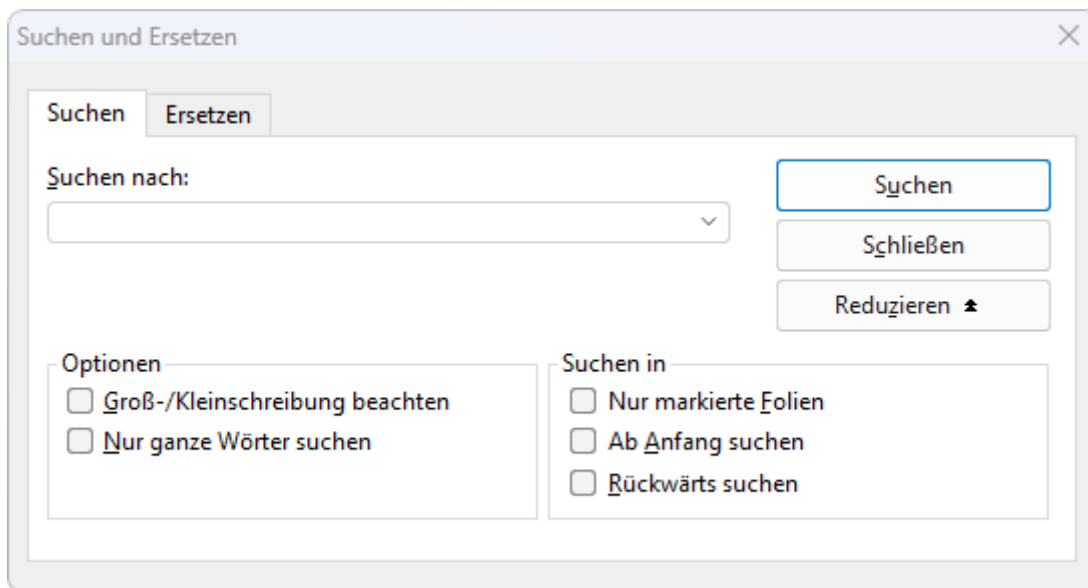 Suchen und Ersetzen
Suchen Ersetzen
Suchen nach:
Suchen
Schließen
Reduzieren
Optionen
Groß-/Kleinschreibung beachten
Nur ganze Wörter suchen
Suchen in
Nur markierte Folien
Ab Anfang suchen
Rückwärts suchen